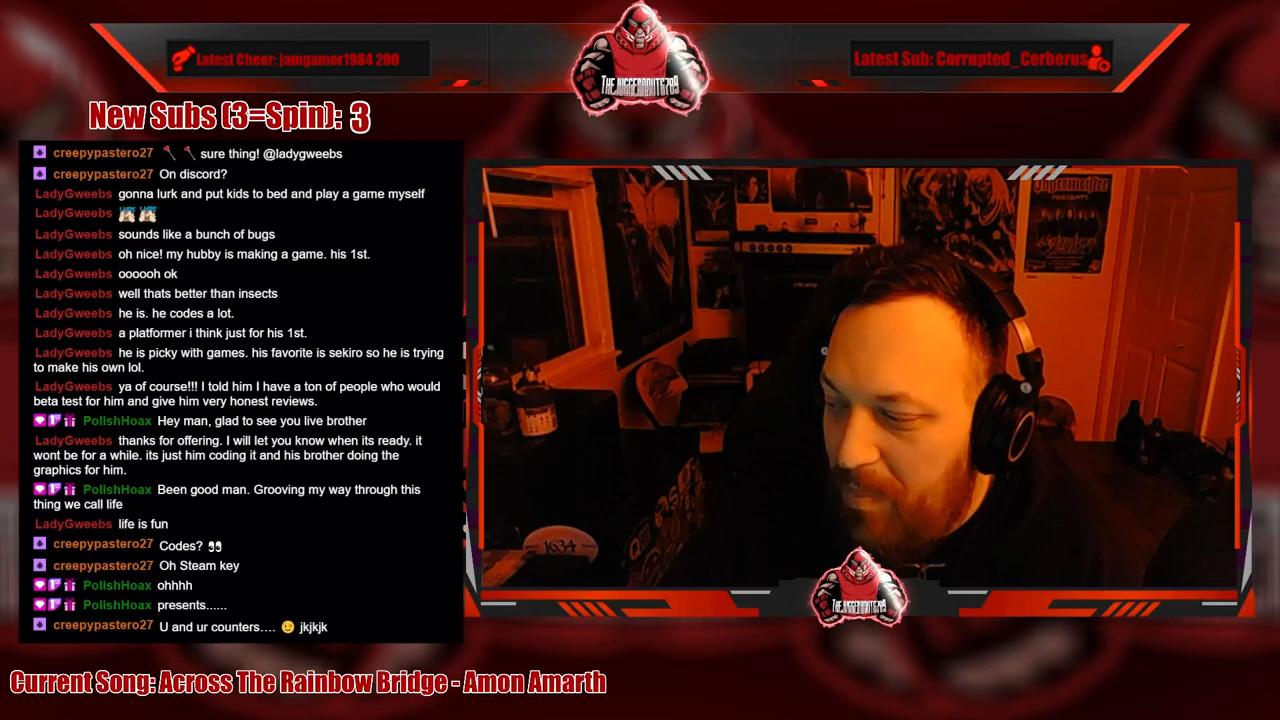 Latest Cheer: jamgamer1984 200
THEJUGGERNAUT6789
Latest Sub: Corrupted_Cerberus
New Subs (3=Spin): 3
creepypastero27 sure thing! @ladygweebs
creepypastero27 On discord?
LadyGweebs gonna lurk and put kids to bed and play a game myself
LadyGweebs
LadyGweebs sounds like a bunch of bugs
LadyGweebs oh nice! my hubby is making a game. his 1st.
LadyGweebs oooooh ok
LadyGweebs well thats better than insects
LadyGweebs he is. he codes a lot.
LadyGweebs a platformer i think just for his 1st.
LadyGweebs he is picky with games. his favorite is sekiro so he is trying
to make his own lol.
LadyGweebs ya of course!!! I told him I have a ton of people who would
beta test for him and give him very honest reviews.
PolishHoax Hey man, glad to see you live brother
LadyGweebs thanks for offering. I will let you know when its ready. it
wont be for a while. its just him coding it and his brother doing the
graphics for him.
PolishHoax Been good man. Grooving my way through this
thing we call life
LadyGweebs life is fun
creepypastero27 Codes? 👀
creepypastero27 Oh Steam key
PolishHoax ohhhh
PolishHoax presents......
creepypastero27 U and ur counters…. 😉 jkjkjk
Jägermeister
1634
Current Song: Across The Rainbow Bridge - Amon Amarth